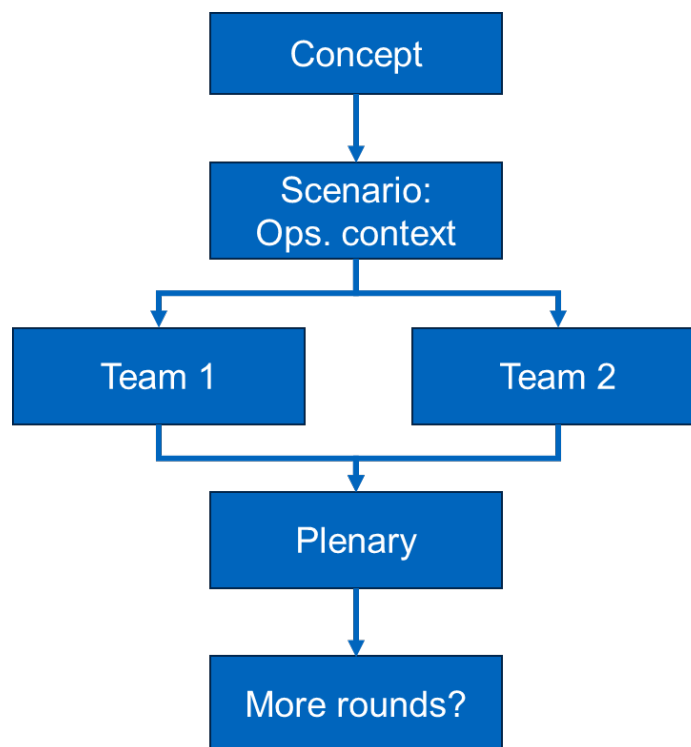 Concept
Scenario:
Ops. context
Team 1
Team 2
Plenary
More rounds?